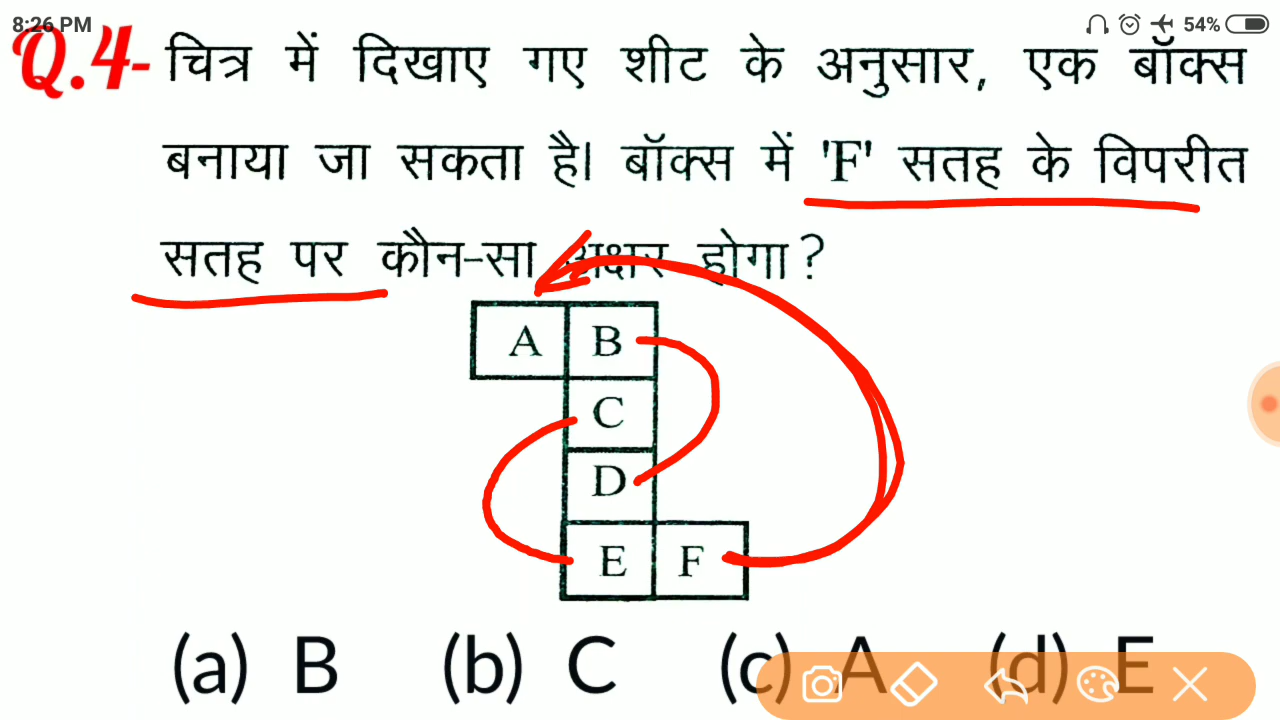 8:26 PM 54%
Q.4- चित्र में दिखाए गए शीट के अनुसार, एक बॉक्स
बनाया जा सकता है। बॉक्स में 'F' सतह के विपरीत
सतह पर कौन-सा अक्षर होगा ?
A B
C
D
E F
(a) B (b) C (c) A (d) E